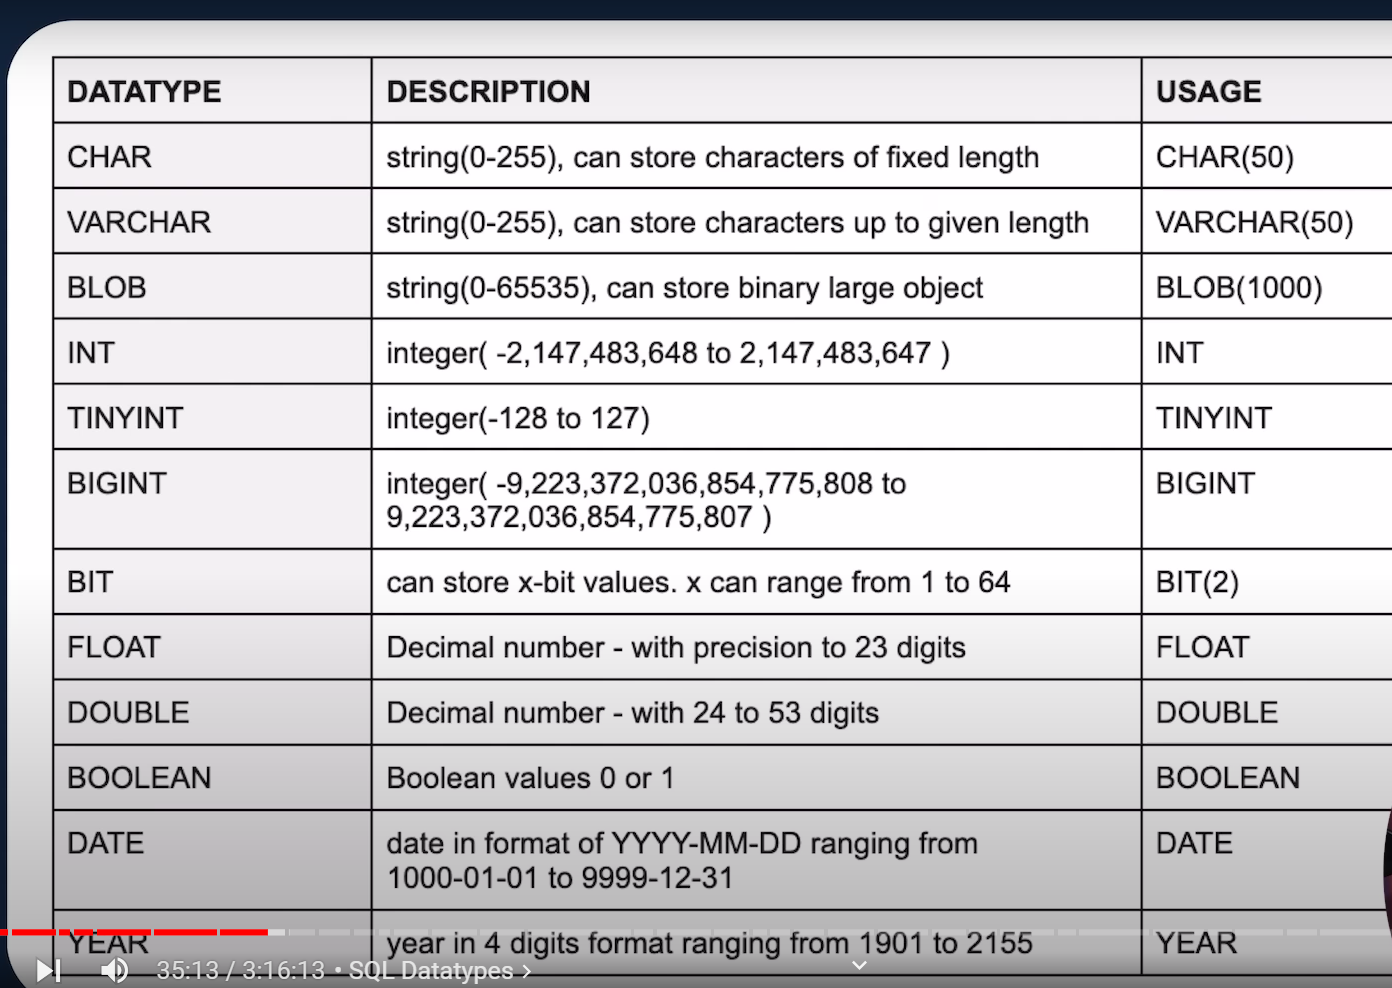 DATATYPE DESCRIPTION USAGE
CHAR string(0-255), can store characters of fixed length CHAR(50)
VARCHAR string(0-255), can store characters up to given length VARCHAR(50)
BLOB string(0-65535), can store binary large object BLOB(1000)
INT integer( -2,147,483,648 to 2,147,483,647 ) INT
TINYINT integer(-128 to 127) TINYINT
BIGINT integer( -9,223,372,036,854,775,808 to BIGINT
9,223,372,036,854,775,807 )
BIT can store x-bit values. x can range from 1 to 64 BIT(2)
FLOAT Decimal number - with precision to 23 digits FLOAT
DOUBLE Decimal number - with 24 to 53 digits DOUBLE
BOOLEAN Boolean values 0 or 1 BOOLEAN
DATE date in format of YYYY-MM-DD ranging from DATE
1000-01-01 to 9999-12-31
YEAR year in 4 digits format ranging from 1901 to 2155 YEAR
35:13 / 3:16:13 • SQL Datatypes >